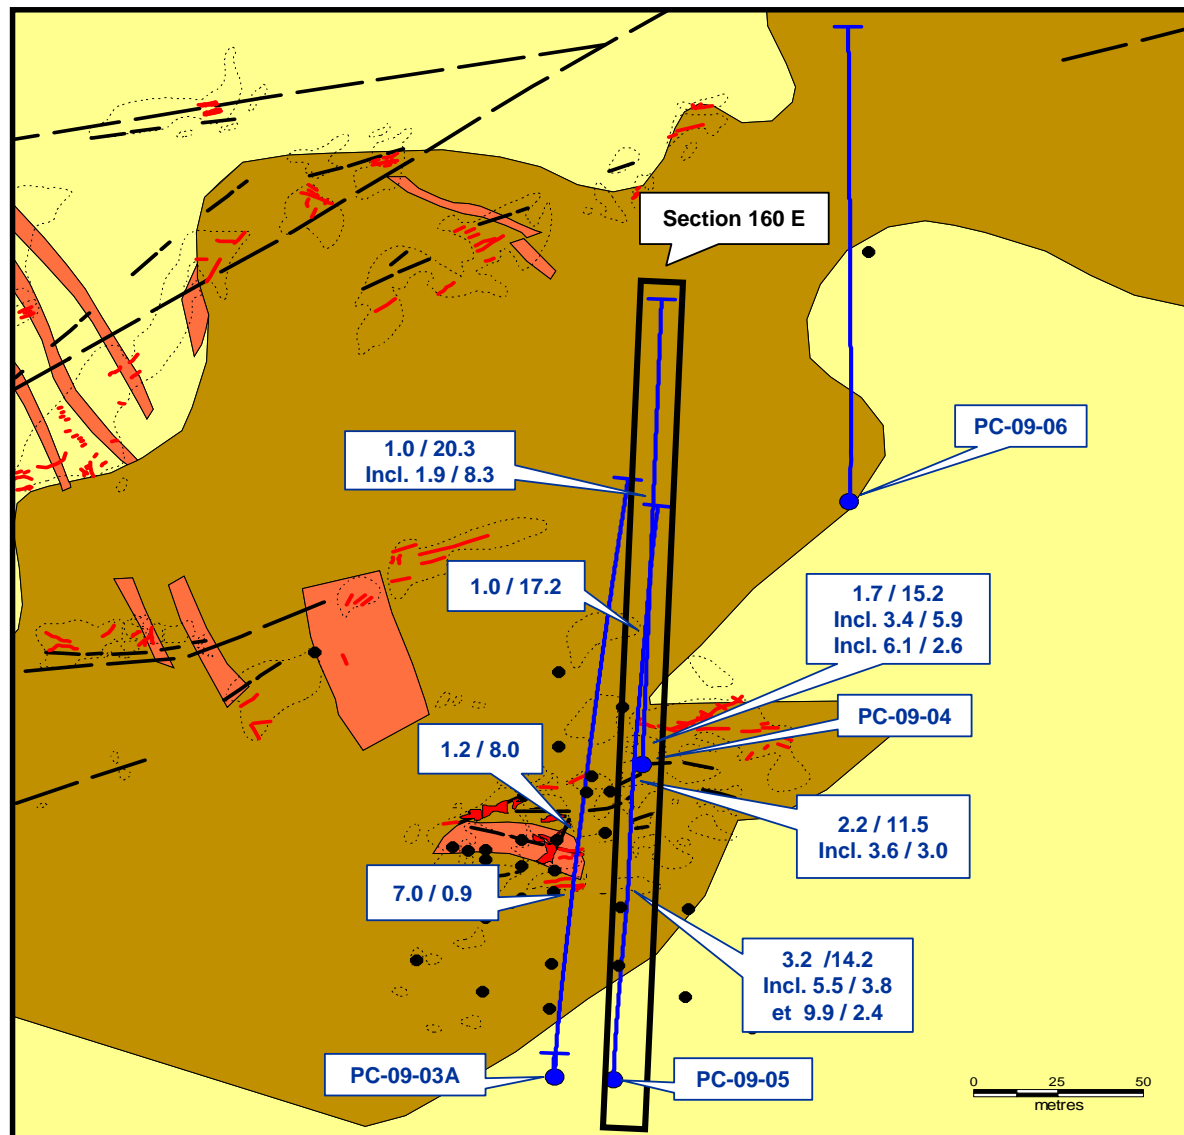 Section 160 E
1.0 / 20.3
Incl. 1.9 / 8.3
PC-09-06
1.0 / 17.2
1.7 / 15.2
Incl. 3.4 / 5.9
Incl. 6.1 / 2.6
PC-09-04
1.2 / 8.0
2.2 / 11.5
Incl. 3.6 / 3.0
7.0 / 0.9
3.2 /14.2
Incl. 5.5 / 3.8
et 9.9 / 2.4
PC-09-03A
PC-09-05
0 25 50
metres